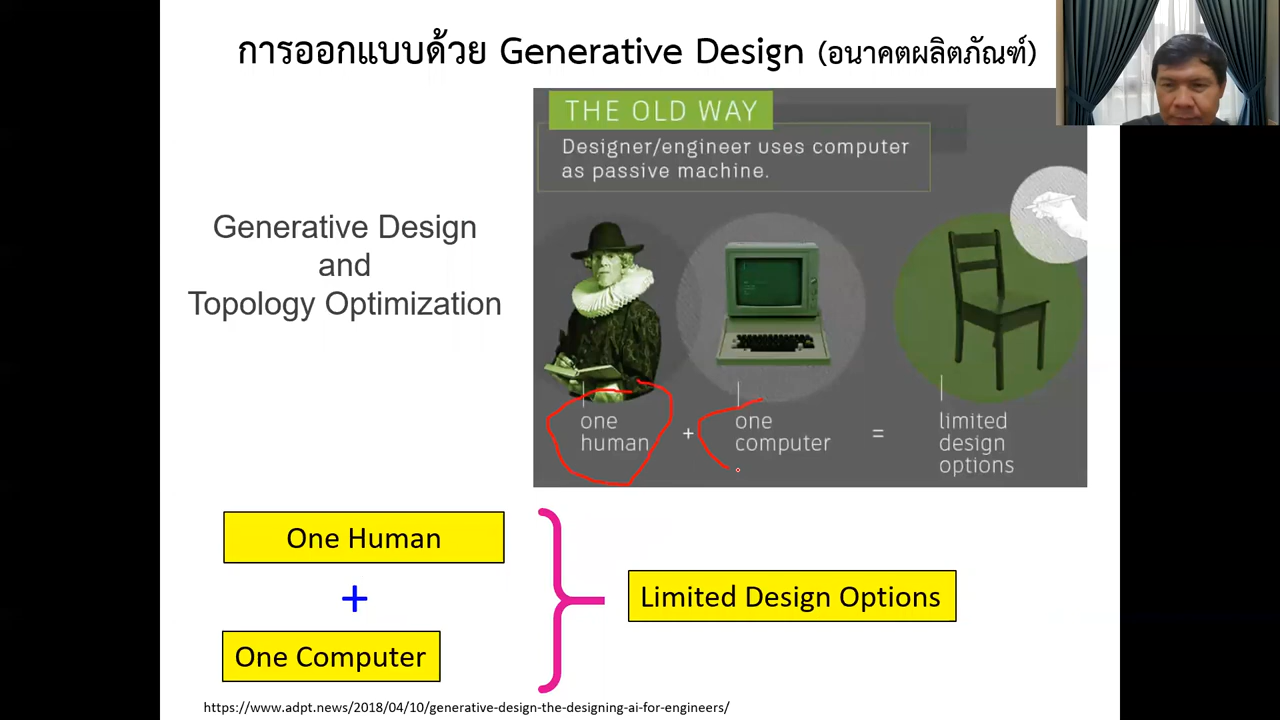 การออกแบบด้วย Generative Design (อนาคตผลิตภัณฑ์)
Generative Design
and
Topology Optimization
THE OLD WAY
Designer/engineer uses computer
as passive machine.
one
human
+
one
computer
=
limited
design
options
One Human
+
One Computer
Limited Design Options
https://www.adpt.news/2018/04/10/generative-design-the-designing-ai-for-engineers/